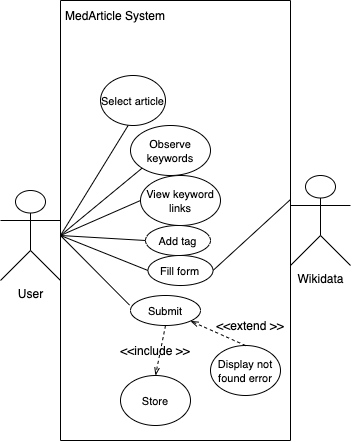 MedArticle System
Select article
Observe
keywords
View keyword
links
Add tag
Fill form
User
Wikidata
Submit
<<extend >>
<<include >>
Display not
found error
Store